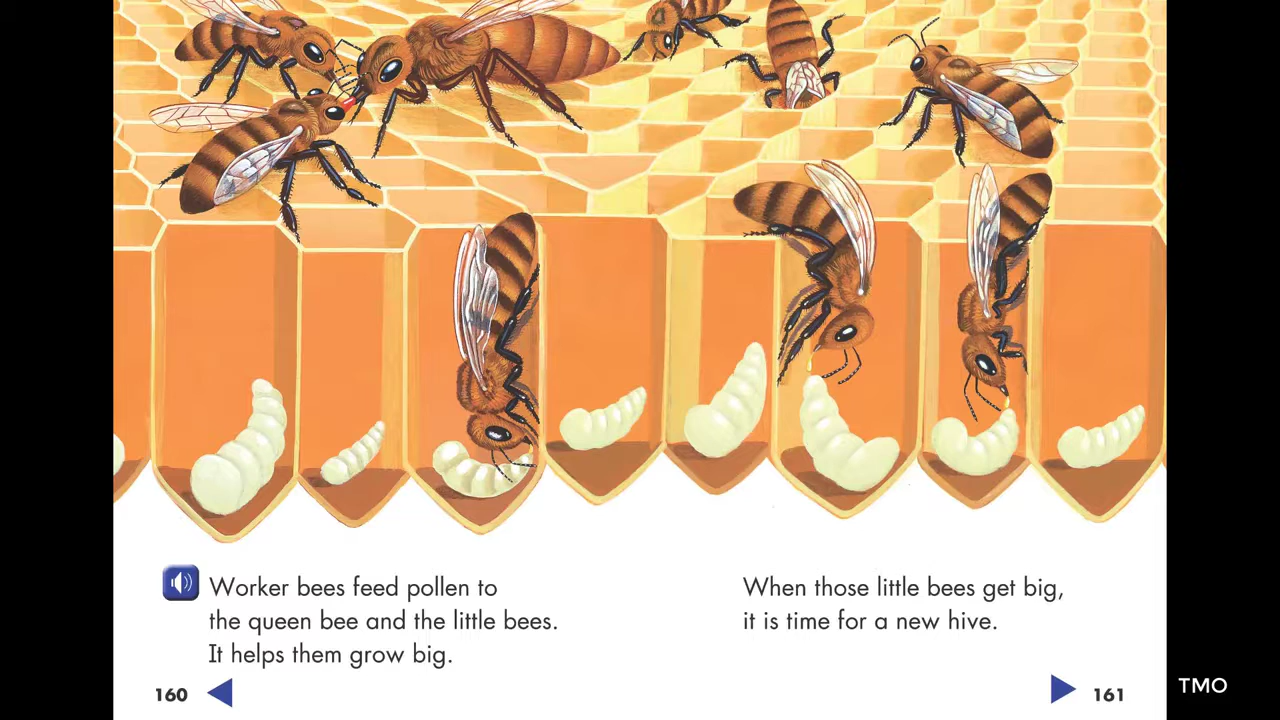 Worker bees feed pollen to
the queen bee and the little bees.
It helps them grow big.
When those little bees get big,
it is time for a new hive.
160
161
TMO